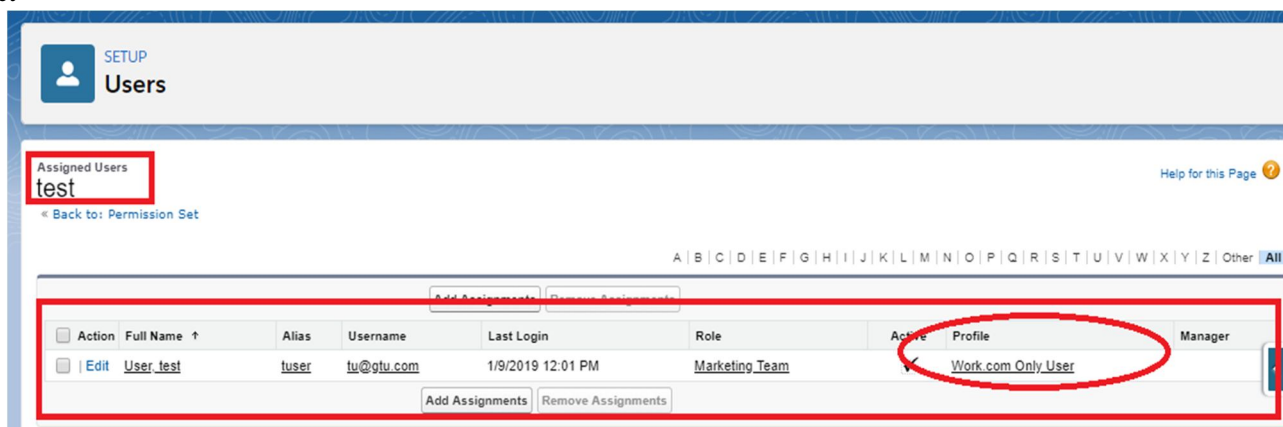 SETUP
Users
Assigned Users
test
Help for this Page ?
« Back to: Permission Set
A | B | C | D | E | F | G | H | I | J | K | L | M | N | O | P | Q | R | S | T | U | V | W | X | Y | Z | Other | All
Add Assignments Remove Assignments
Action Full Name ↑ Alias Username Last Login Role Active Profile Manager
| Edit User, test tuser tu@gtu.com 1/9/2019 12:01 PM Marketing Team ✓ Work.com Only User
Add Assignments Remove Assignments